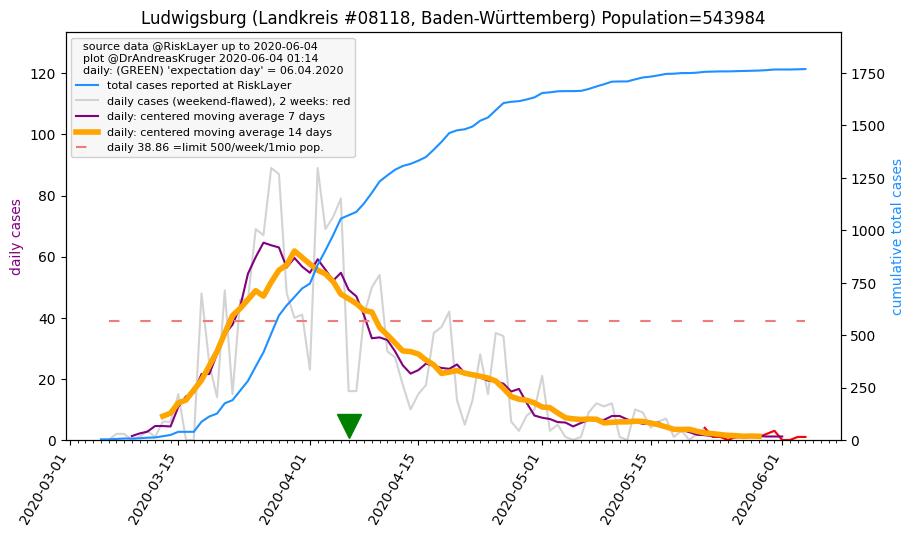 Ludwigsburg (Landkreis #08118, Baden-Württemberg) Population=543984
source data @RiskLayer up to 2020-06-04
plot @DrAndreasKruger 2020-06-04 01:14
daily: (GREEN) 'expectation day' = 06.04.2020
total cases reported at RiskLayer
daily cases (weekend-flawed), 2 weeks: red
daily: centered moving average 7 days
daily: centered moving average 14 days
daily 38.86 =limit 500/week/1mio pop.
daily cases
120
100
80
60
40
20
0
cumulative total cases
1750
1500
1250
1000
750
500
250
0
2020-03-01
2020-03-15
2020-04-01
2020-04-15
2020-05-01
2020-05-15
2020-06-01